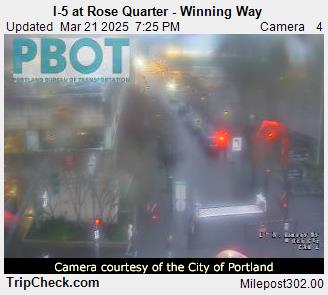 I-5 at Rose Quarter - Winning Way
Updated Mar 21 2025 7:25 PM Camera 4
PBOT
PORTLAND BUREAU OF TRANSPORTATION
Camera courtesy of the City of Portland
TripCheck.com Milepost302.00